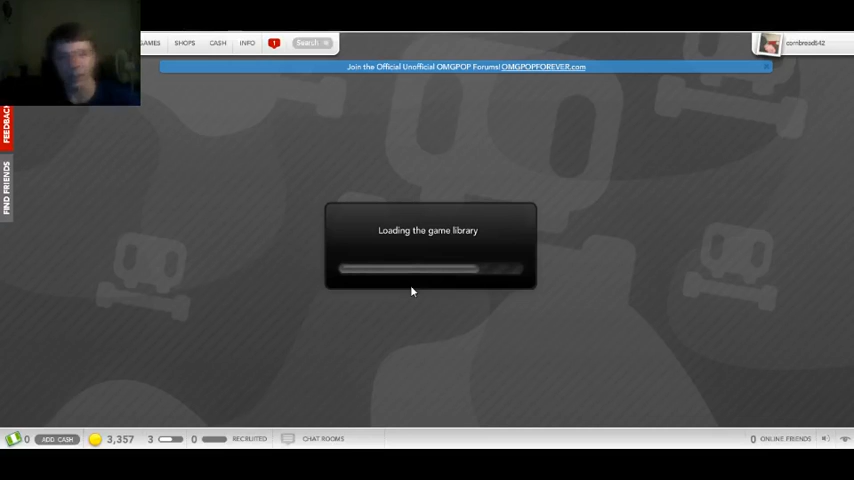 GAMES SHOPS CASH INFO 1 Search
Join the Official Unofficial OMGPOP Forums! OMGPOPFOREVER.com
FEEDBACK
FIND FRIENDS
Loading the game library
0 ADD CASH 3,357 3 0 RECRUITED CHAT ROOMS 0 ONLINE FRIENDS